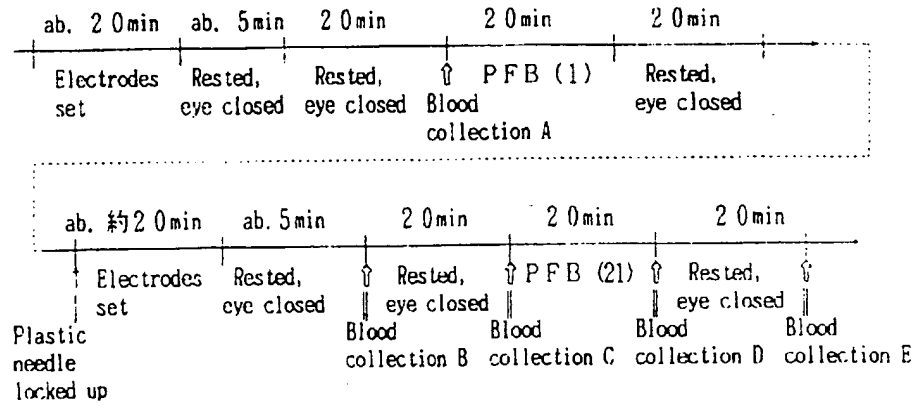 ab. 20min ab. 5min 20min 20min 20min
Electrodes Rested, Rested, PFB (1) Rested,
set eye closed eye closed Blood eye closed
collection A
ab. 約20min ab. 5min 20min 20min 20min
Electrodes Rested, Rested, PFB (21) Rested,
set eye closed eye closed eye closed
Plastic Blood Blood Blood Blood
needle collection B collection C collection D collection E
locked up